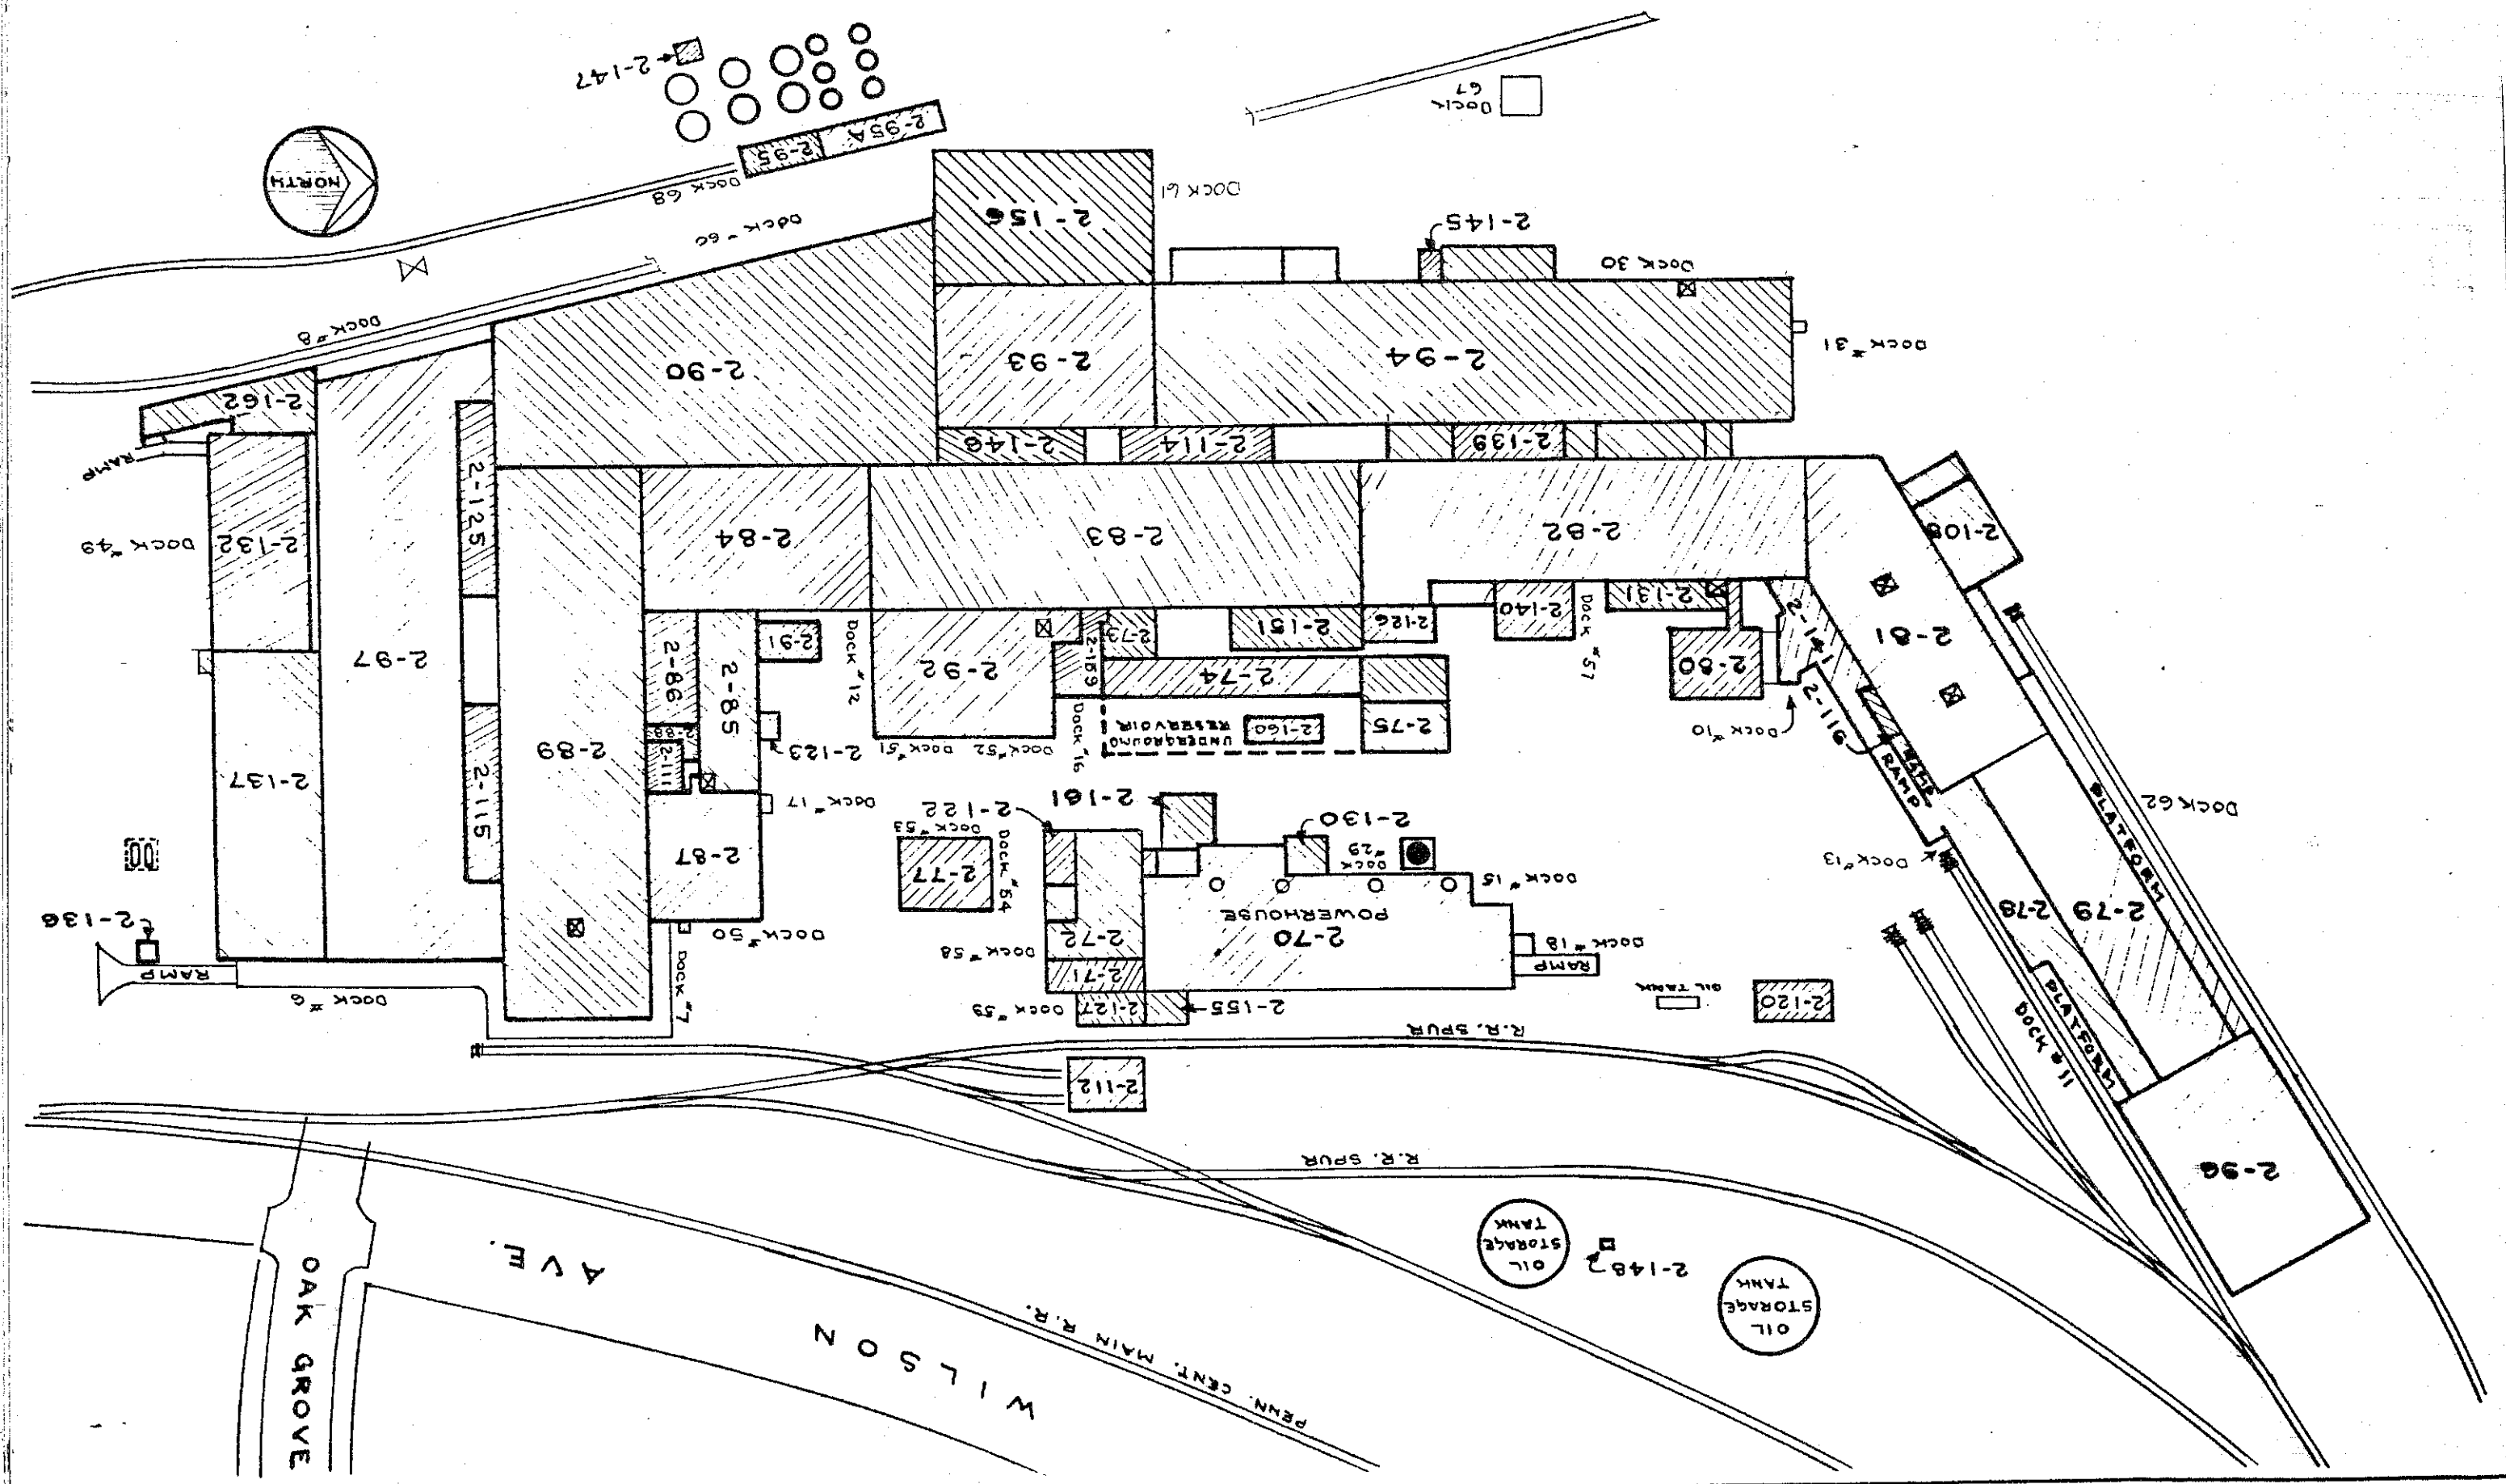 OAK GROVE
WILSON
AVE.
PENN. CENT. MAIN R.R.
OIL
STORAGE
TANK
2-148
OIL
STORAGE
TANK
2-96
R.R. SPUR
R.R. SPUR
2-112
DOCK #11
PLATFORM
2-120
OIL TANK
2-155
2-127
DOCK #59
DOCK #6
RAMP
2-136
DOCK #7
DOCK #50
RAMP
DOCK #18
2-70
POWERHOUSE
2-71
2-72
DOCK #58
2-79
2-78
PLATFORM
DOCK 62
DOCK #13
DOCK #15
DOCK
#29
2-130
2-161
2-122
DOCK #53
DOCK #54
2-77
2-87
DOCK #17
2-115
2-137
RAMP
2-116
DOCK #10
2-75
2-160
UNDERGROUND
RESERVOIR
DOCK #16
DOCK #52
DOCK #51
2-123
2-111
2-88
2-89
2-85
2-86
2-97
2-81
2-141
2-80
2-74
2-159
2-92
DOCK #12
2-91
2-131
DOCK #57
2-140
2-126
2-151
2-73
2-108
2-82
2-83
2-84
2-125
2-132
DOCK #49
RAMP
2-139
2-114
2-146
2-162
DOCK #31
2-94
2-93
2-90
DOCK #8
DOCK 30
2-145
2-156
DOCK #60
DOCK 61
DOCK 68
NORTH
2-95
2-95A
DOCK
67
2-147